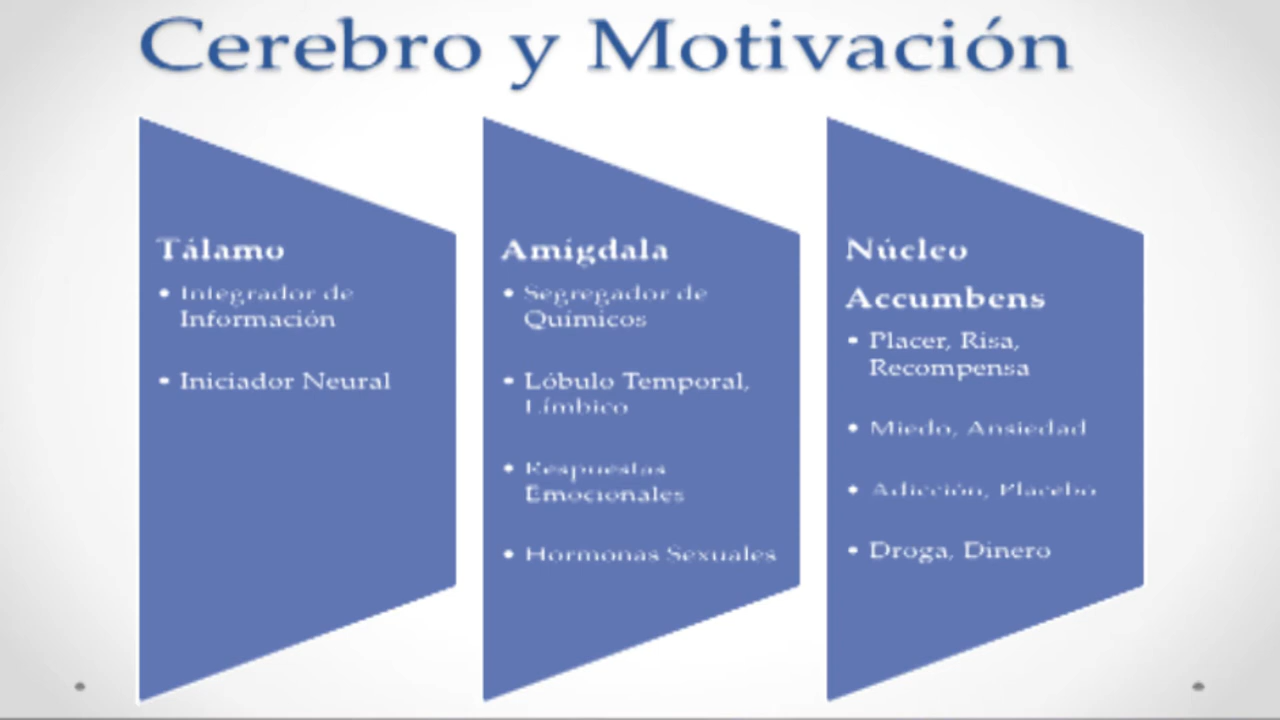 Cerebro y Motivación
Tálamo
• Integrador de
Información
• Iniciador Neural
Amígdala
• Segregador de
Químicos
• Lóbulo Temporal,
Límbico
• Respuestas
Emocionales
• Hormonas Sexuales
Núcleo
Accumbens
• Placer, Risa,
Recompensa
• Miedo, Ansiedad
• Adicción, Placebo
• Droga, Dinero